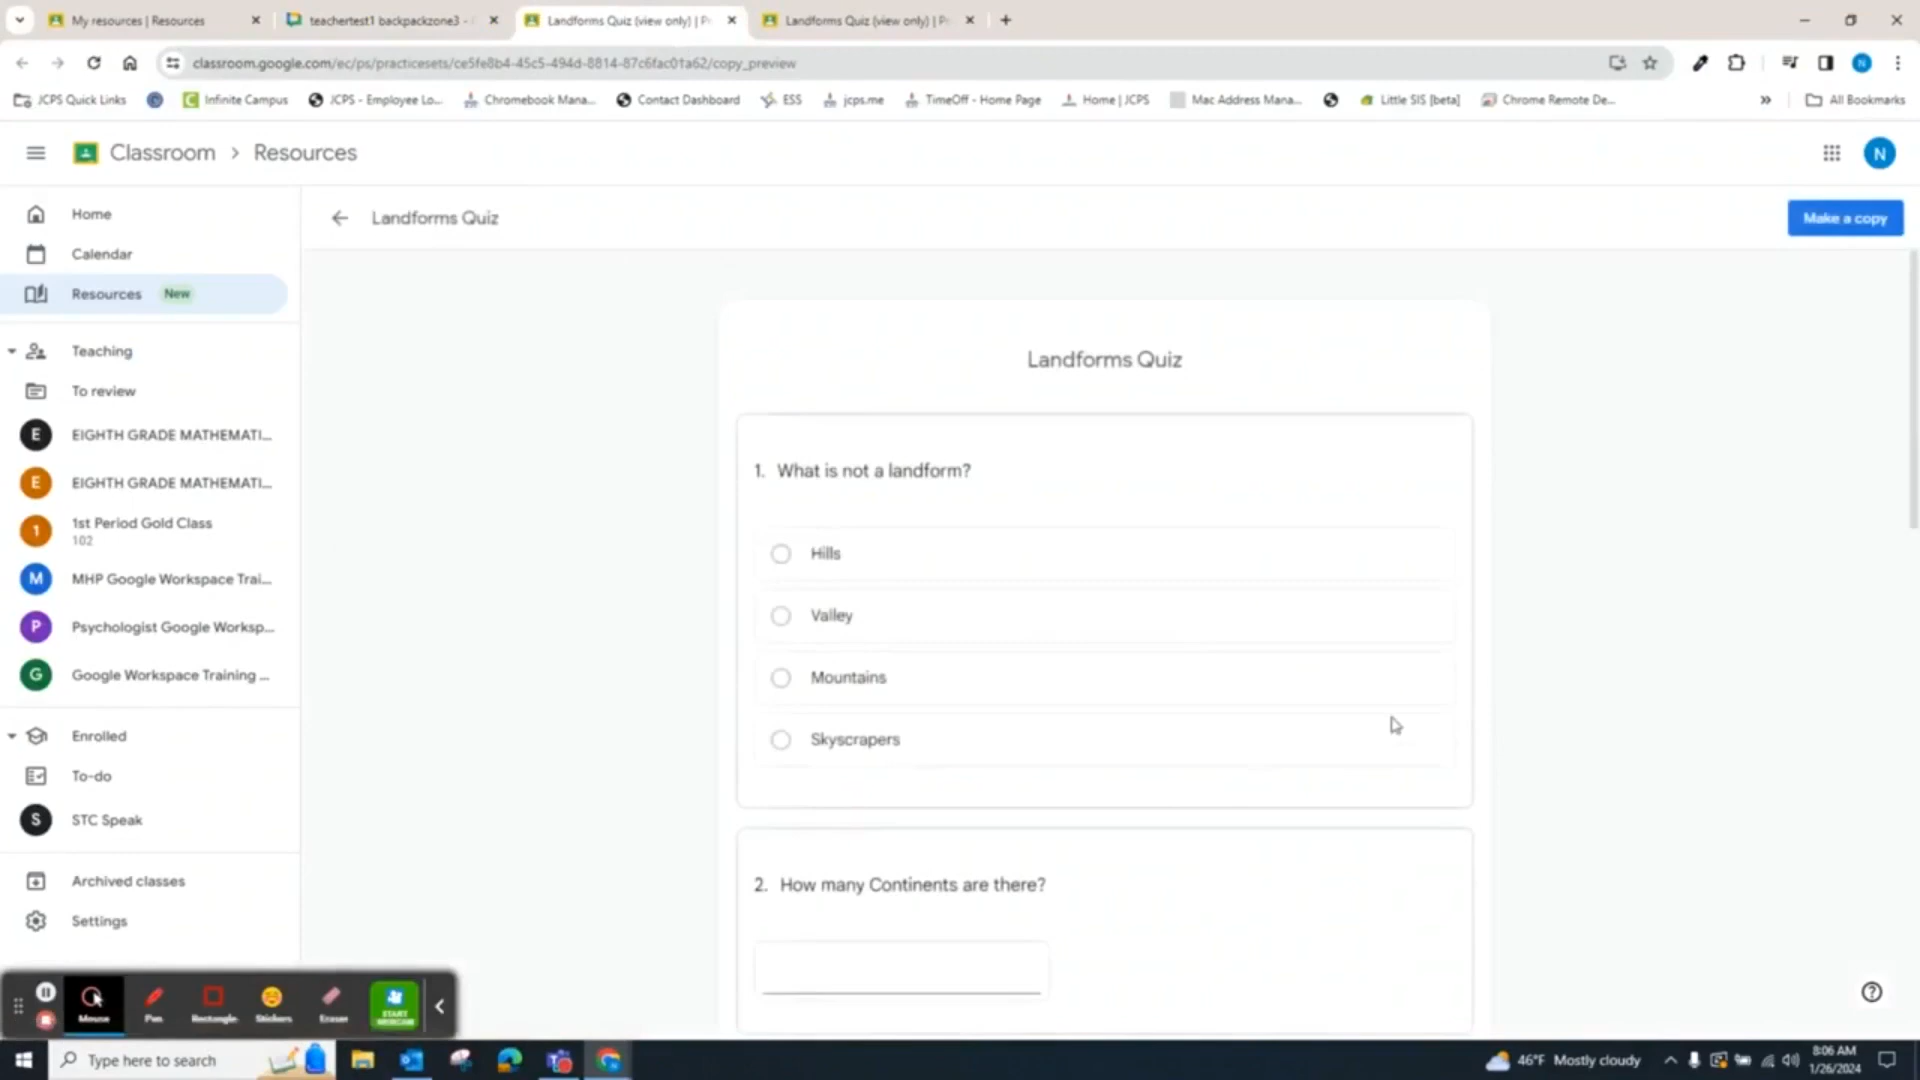 My resources | Resources
teachertest1 backpackzone3 -
Landforms Quiz (view only) | P
Landforms Quiz (view only) | P
classroom.google.com/ec/ps/practicesets/ce5fe8b4-45c5-494d-8814-87c6fac01a62/copy_preview
N
JCPS Quick Links
Infinite Campus
JCPS - Employee Lo...
Chromebook Mana...
Contact Dashboard
ESS
jcps.me
TimeOff - Home Page
Home | JCPS
Mac Address Mana...
Little SIS [beta]
Chrome Remote De...
»
All Bookmarks
Classroom > Resources
N
Home
Calendar
Resources New
Teaching
To review
E EIGHTH GRADE MATHEMATI...
E EIGHTH GRADE MATHEMATI...
1 1st Period Gold Class
102
M MHP Google Workspace Trai...
P Psychologist Google Worksp...
G Google Workspace Training ...
Enrolled
To-do
S STC Speak
Archived classes
Settings
Landforms Quiz
Make a copy
Landforms Quiz
1. What is not a landform?
Hills
Valley
Mountains
Skyscrapers
2. How many Continents are there?
Mouse
Pen
Rectangle
Stickers
Eraser
START
WEBCAM
Type here to search
46°F Mostly cloudy
8:06 AM
1/26/2024